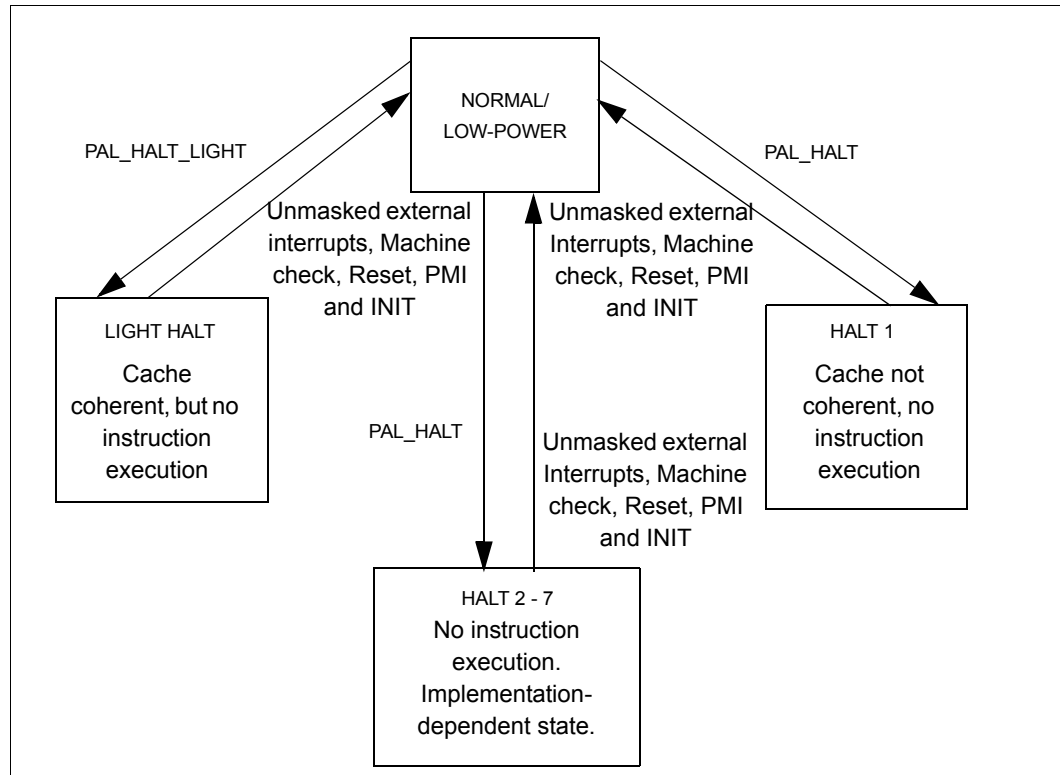 NORMAL/
LOW-POWER
PAL_HALT_LIGHT
PAL_HALT
Unmasked external
interrupts, Machine
check, Reset, PMI
and INIT
Unmasked external
Interrupts, Machine
check, Reset, PMI
and INIT
LIGHT HALT
Cache
coherent, but no
instruction
execution
HALT 1
Cache not
coherent, no
instruction
execution
PAL_HALT
Unmasked external
Interrupts, Machine
check, Reset, PMI
and INIT
HALT 2 - 7
No instruction
execution.
Implementation-
dependent state.